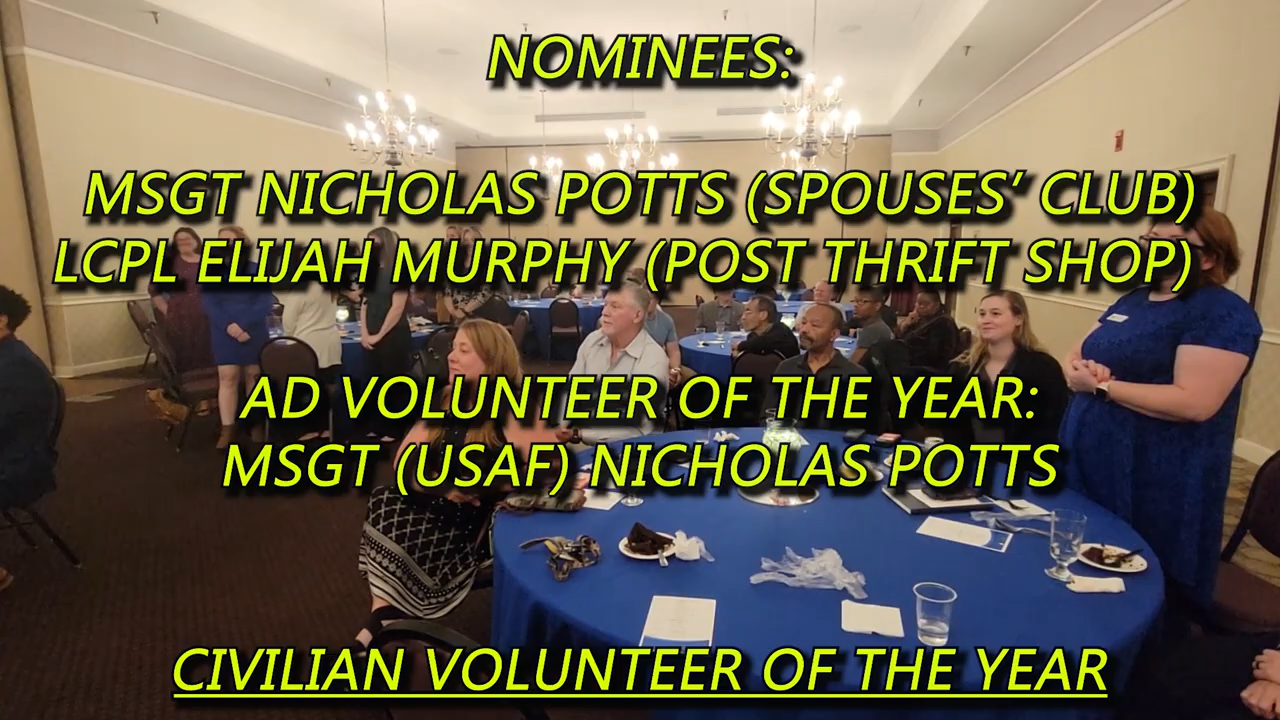 NOMINEES:
MSGT NICHOLAS POTTS (SPOUSES’ CLUB)
LCPL ELIJAH MURPHY (POST THRIFT SHOP)
AD VOLUNTEER OF THE YEAR:
MSGT (USAF) NICHOLAS POTTS
CIVILIAN VOLUNTEER OF THE YEAR